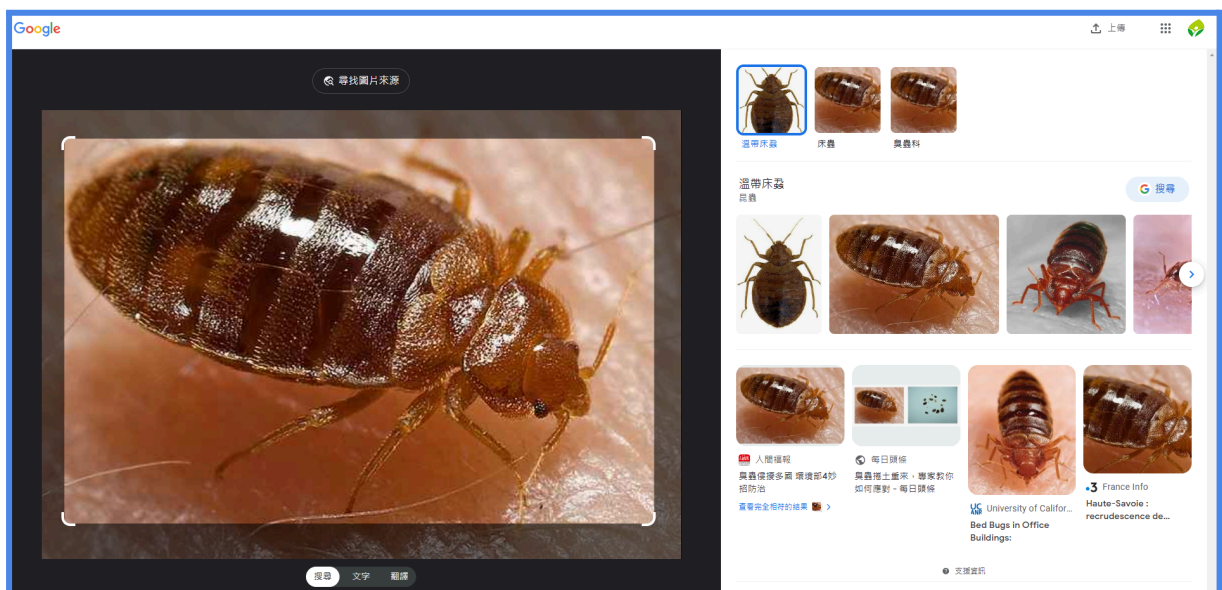 Google
上傳
尋找圖片來源
溫帶床蝨
床蟲
臭蟲科
溫帶床蝨
昆蟲
搜尋
人間福報
臭蟲侵擾多國 環境部4妙
招防治
查看完全相符的結果
每日頭條
臭蟲捲土重來，專家教你
如何應對 - 每日頭條
University of Califor...
Bed Bugs in Office
Buildings:
France Info
Haute-Savoie :
recrudescence de...
支援資訊
搜尋
文字
翻譯